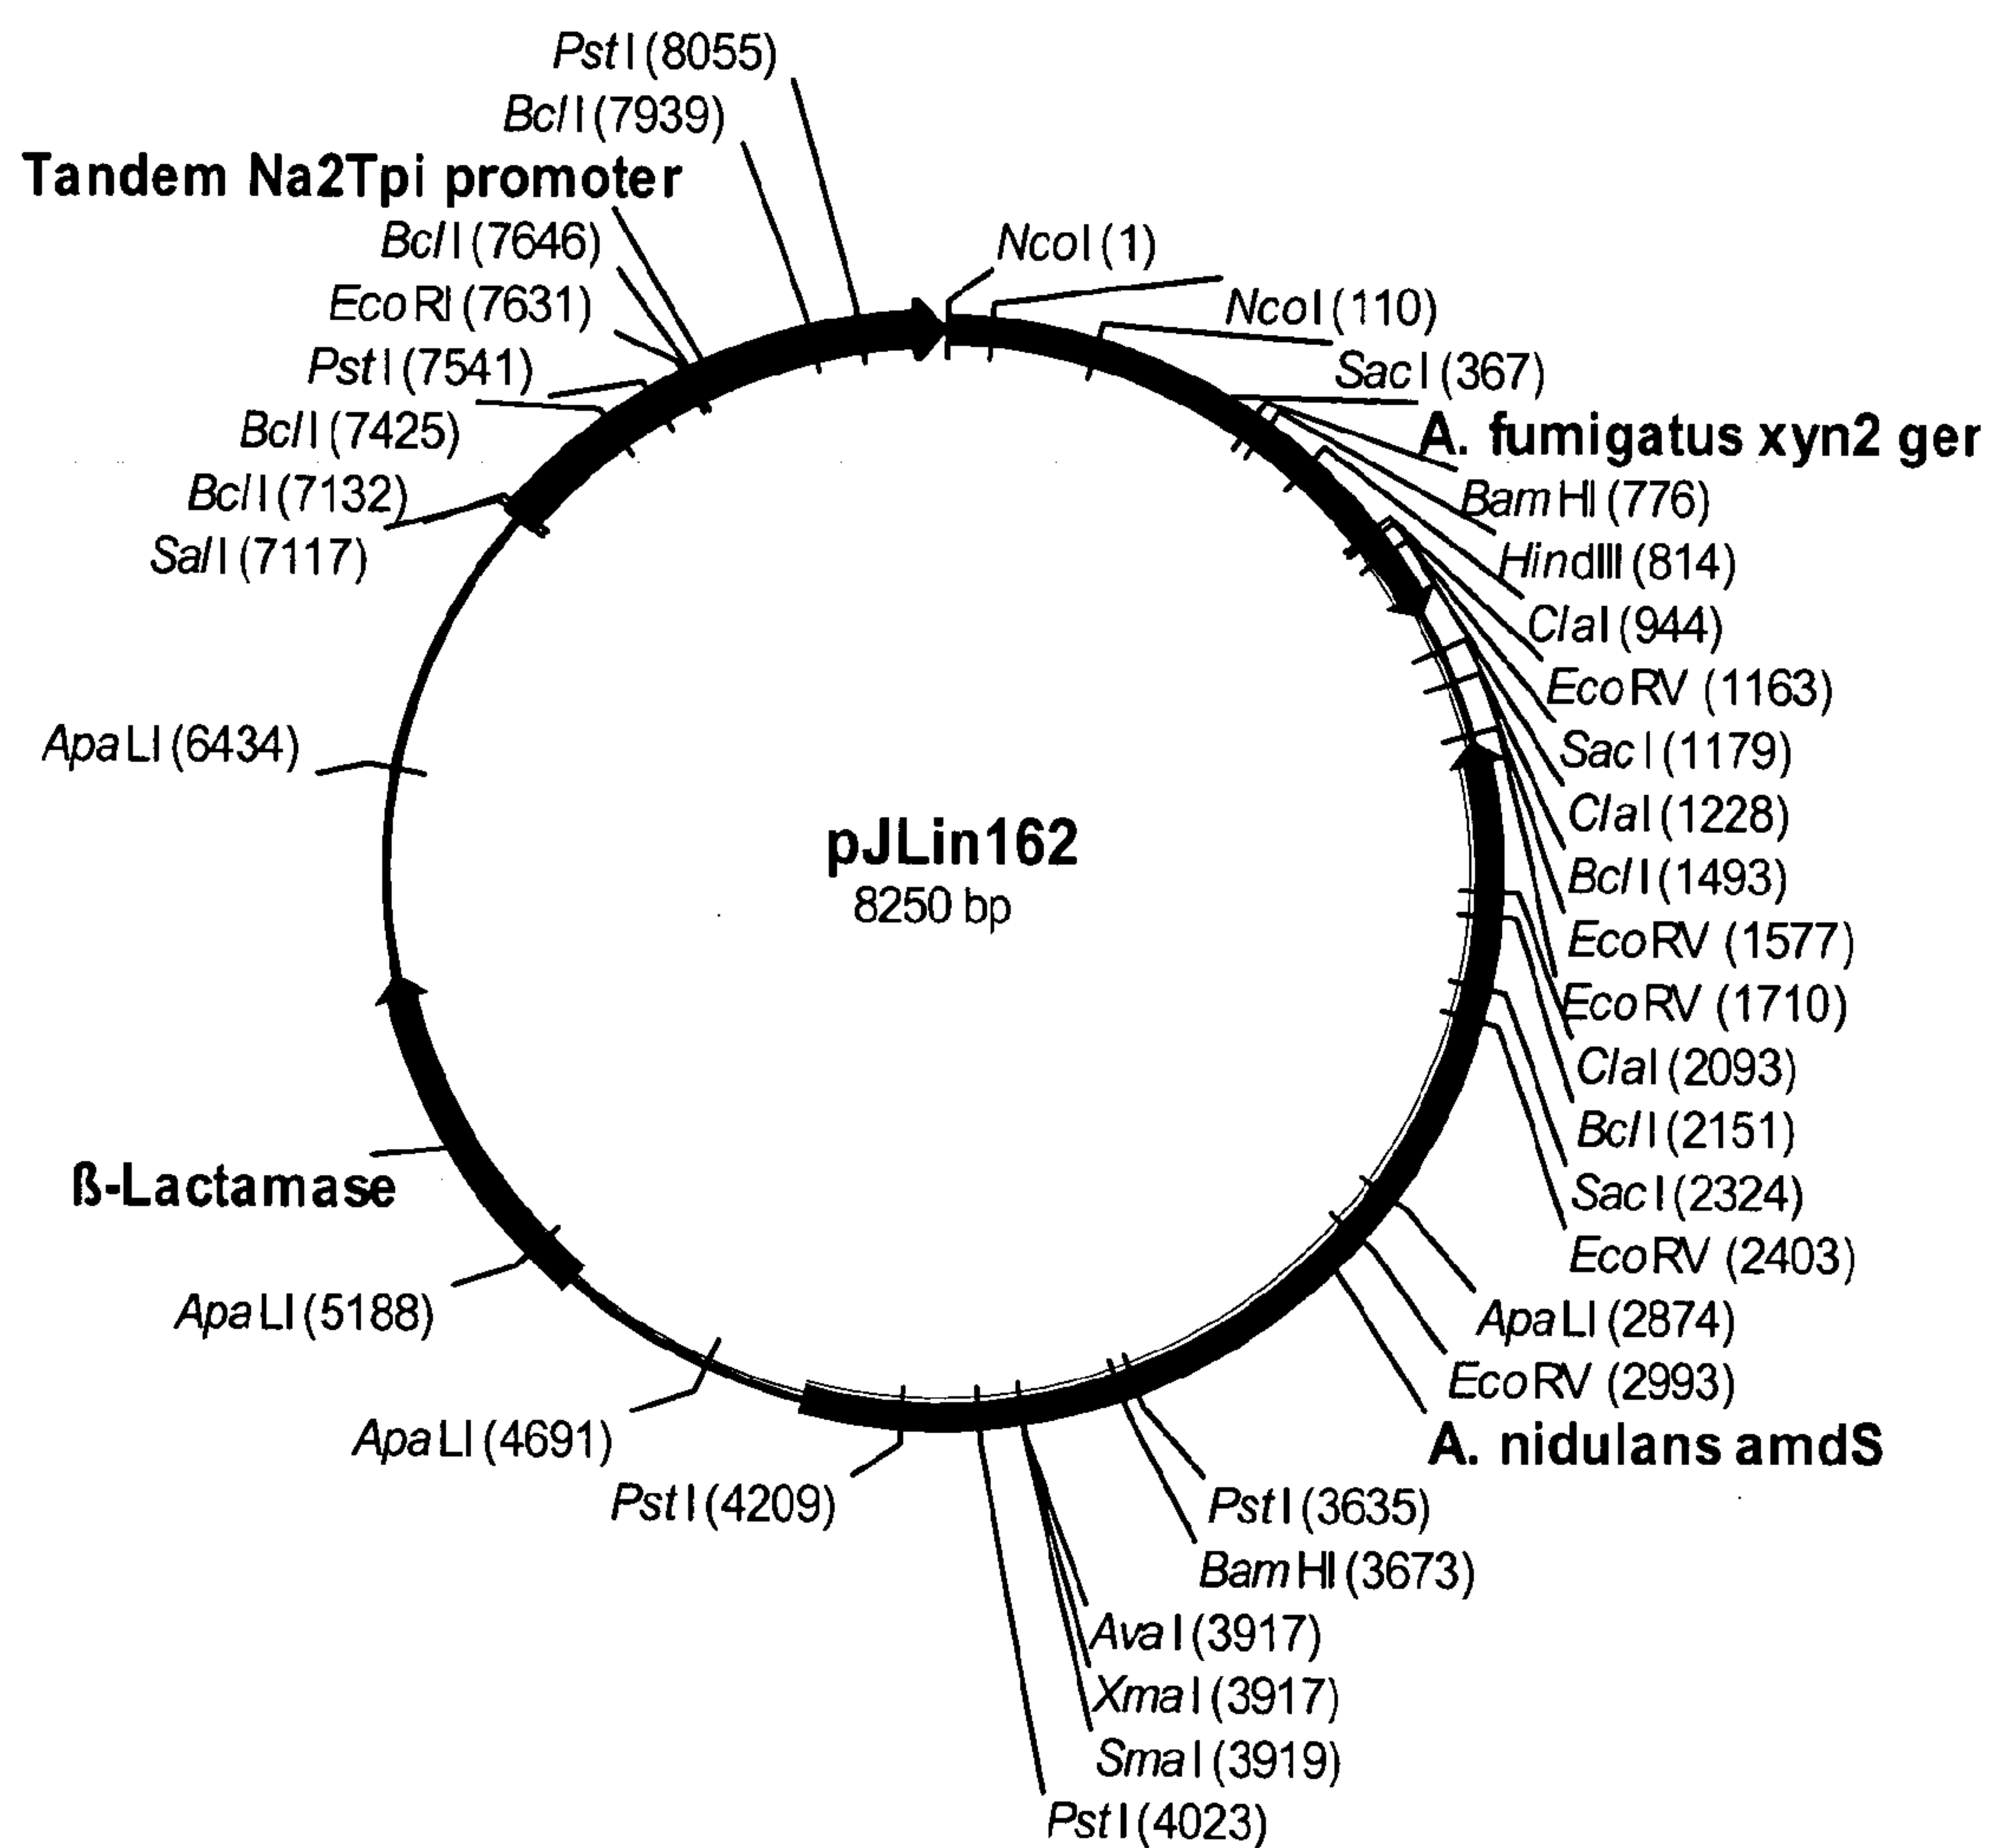 PstI (8055)
BclI (7939)
Tandem Na2Tpi promoter
BclI (7646)
EcoRI (7631)
PstI (7541)
BclI (7425)
BclI (7132)
SalI (7117)
ApaLI (6434)
ß-Lactamase
ApaLI (5188)
ApaLI (4691)
PstI (4209)
NcoI (1)
NcoI (110)
SacI (367)
A. fumigatus xyn2 ger
BamHI (776)
HindIII (814)
ClaI (944)
EcoRV (1163)
SacI (1179)
ClaI (1228)
BclI (1493)
EcoRV (1577)
EcoRV (1710)
ClaI (2093)
BclI (2151)
SacI (2324)
EcoRV (2403)
ApaLI (2874)
EcoRV (2993)
A. nidulans amdS
PstI (3635)
BamHI (3673)
AvaI (3917)
XmaI (3917)
SmaI (3919)
PstI (4023)
pJLin162
8250 bp